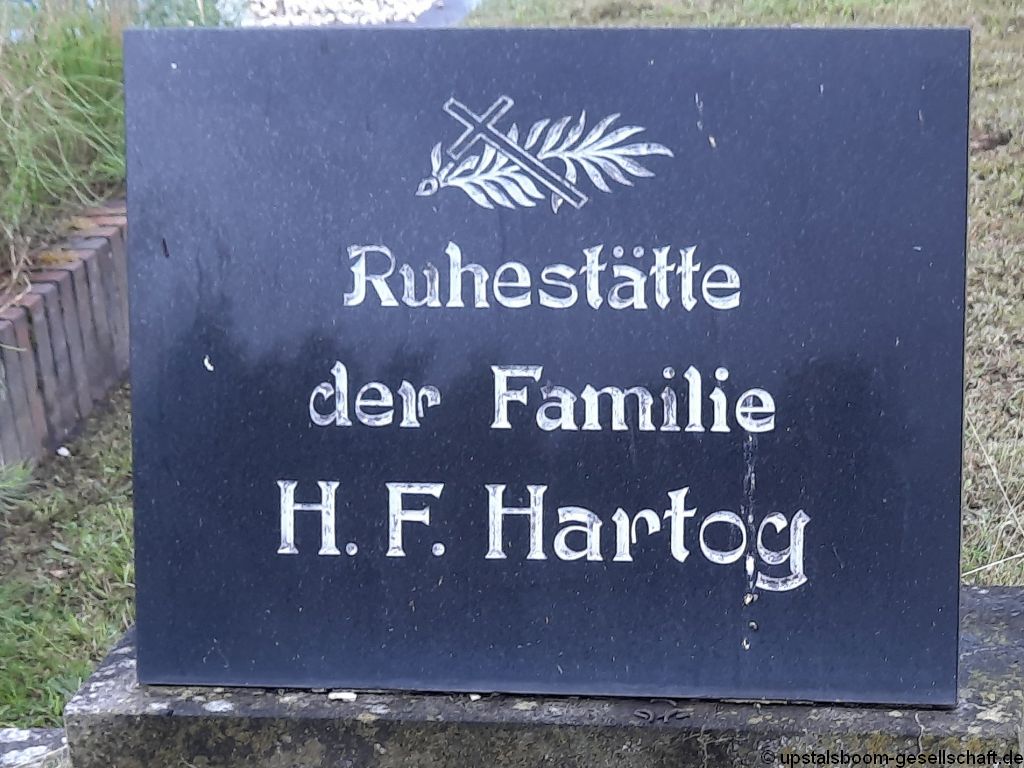 Ruhestätte
der Familie
H. F. Hartog
© upstalsboom-gesellschaft.de